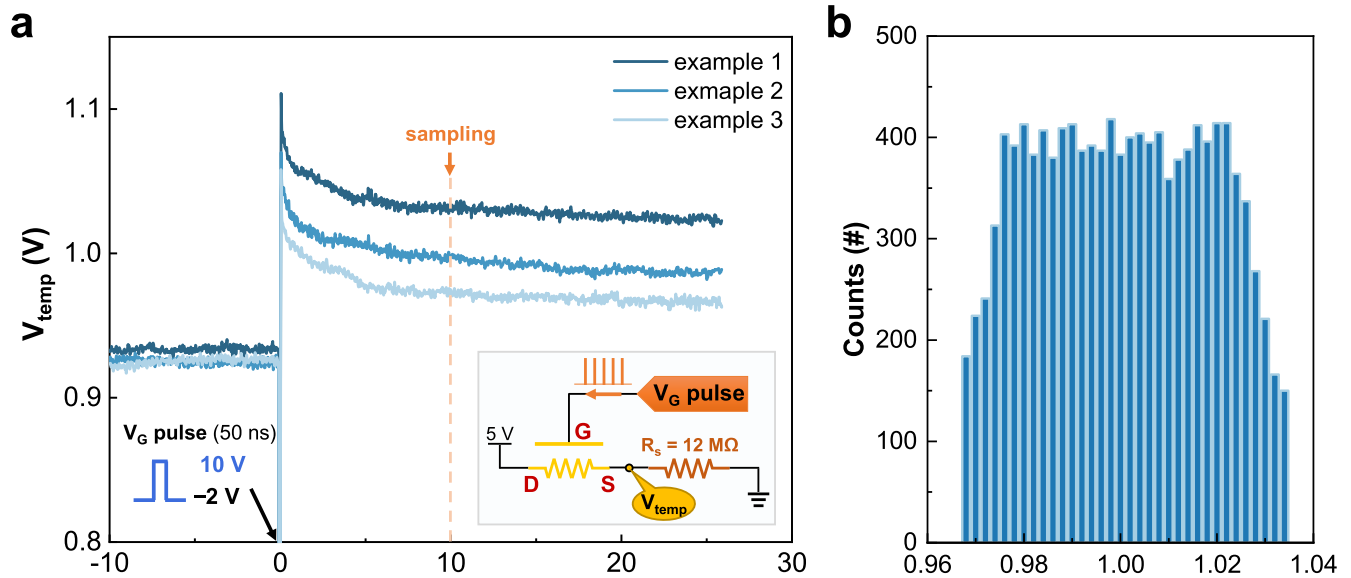 a
V_temp (V)
1.1
1.0
0.9
0.8
-10
0
10
20
30
example 1
exmaple 2
example 3
sampling
V_G pulse (50 ns)
10 V
−2 V
V_G pulse
5 V
G
R_s = 12 MΩ
D
S
V_temp
b
Counts (#)
500
400
300
200
100
0
0.96
0.98
1.00
1.02
1.04